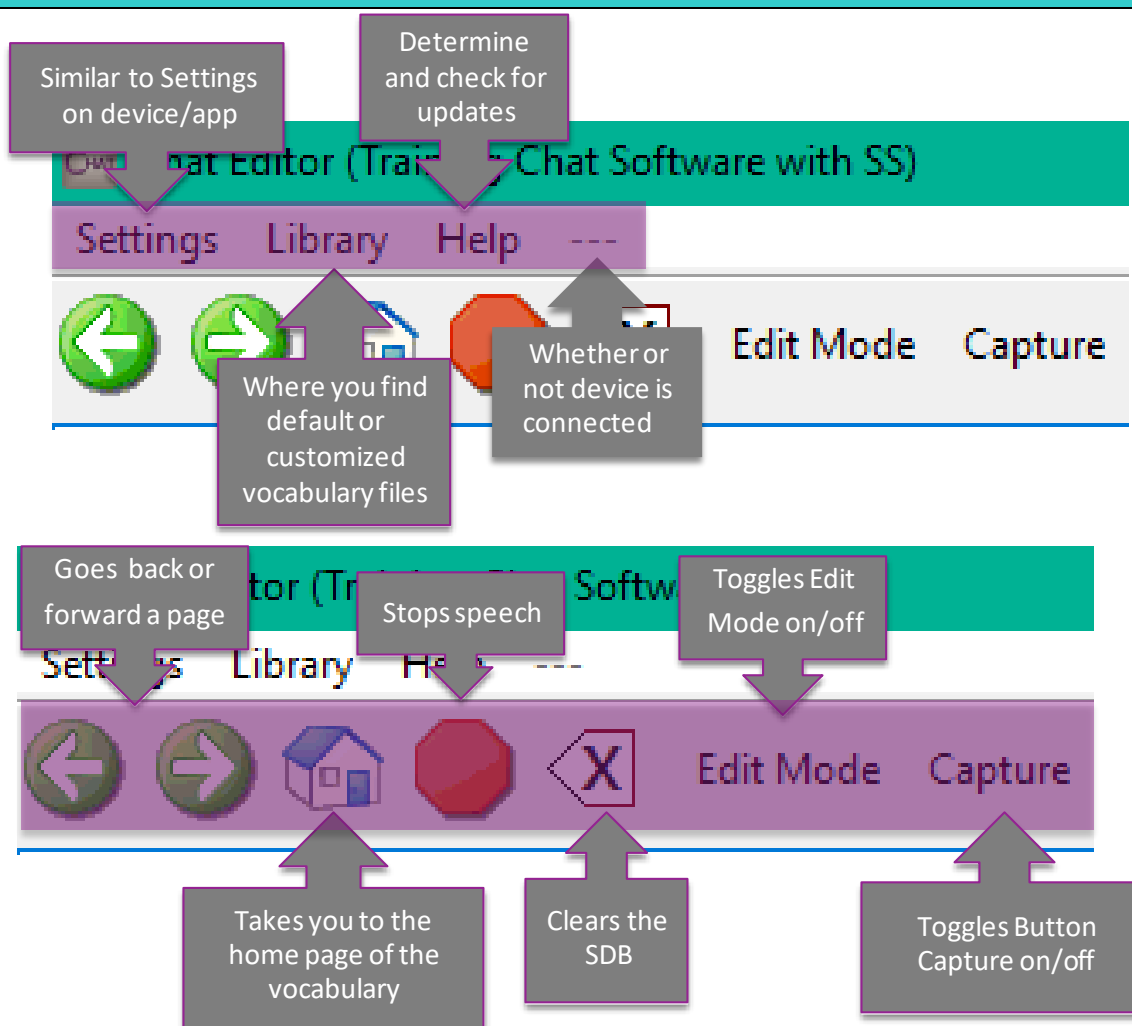 Similar to Settings
on device/app
Determine
and check for
updates
Editor (Trai Chat Software with SS)
Settings Library Help ---
Where you find
default or
customized
vocabulary files
Whether or
not device is
connected
Edit Mode Capture
Goes back or
forward a page
Stops speech
Toggles Edit
Mode on/off
Library
---
X Edit Mode Capture
Takes you to the
home page of the
vocabulary
Clears the
SDB
Toggles Button
Capture on/off